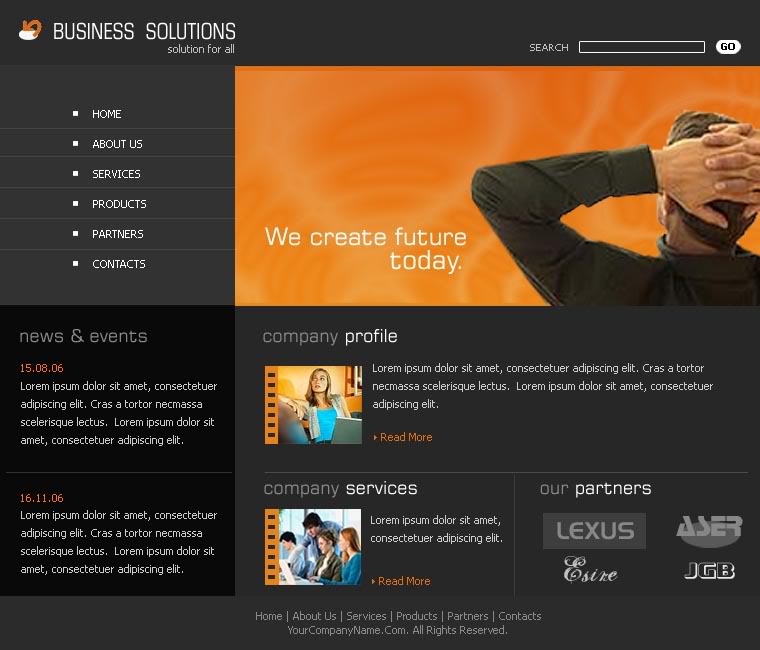 BUSINESS SOLUTIONS
solution for all
SEARCH GO
HOME
ABOUT US
SERVICES
PRODUCTS
PARTNERS
CONTACTS
We create future
today.
news & events
15.08.06
Lorem ipsum dolor sit amet, consectetuer
adipiscing elit. Cras a tortor necmassa
scelerisque lectus. Lorem ipsum dolor sit
amet, consectetuer adipiscing elit.
16.11.06
Lorem ipsum dolor sit amet, consectetuer
adipiscing elit. Cras a tortor necmassa
scelerisque lectus. Lorem ipsum dolor sit
amet, consectetuer adipiscing elit.
company profile
Lorem ipsum dolor sit amet, consectetuer adipiscing elit. Cras a tortor
necmassa scelerisque lectus. Lorem ipsum dolor sit amet, consectetuer
adipiscing elit.
Read More
company services
Lorem ipsum dolor sit amet,
consectetuer adipiscing elit.
Read More
our partners
LEXUS ASER
Esire JGB
Home | About Us | Services | Products | Partners | Contacts
YourCompanyName.Com. All Rights Reserved.